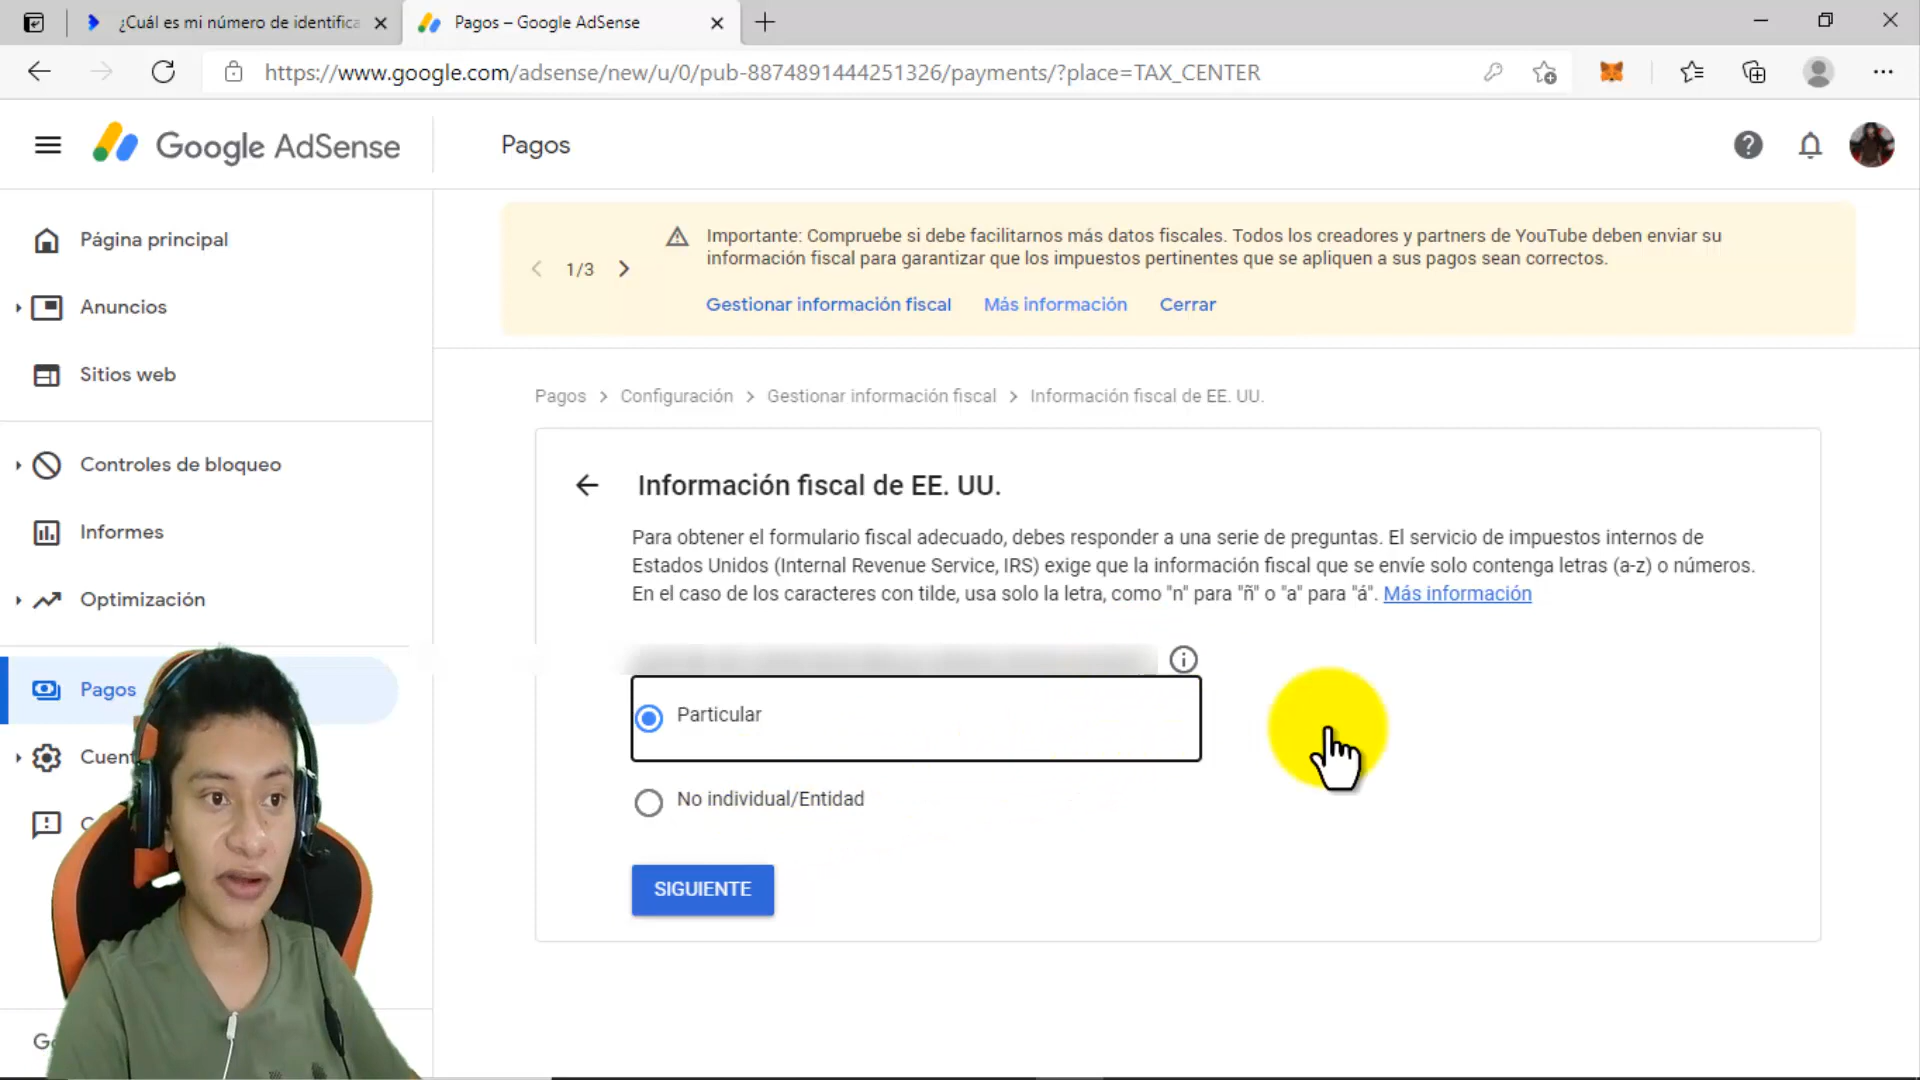 ¿Cuál es mi número de identifica
Pagos – Google AdSense
https://www.google.com/adsense/new/u/0/pub-8874891444251326/payments/?place=TAX_CENTER
Google AdSense
Pagos
Página principal
Anuncios
Sitios web
Controles de bloqueo
Informes
Optimización
Pagos
Cuent
C
Go
1/3
Importante: Compruebe si debe facilitarnos más datos fiscales. Todos los creadores y partners de YouTube deben enviar su
información fiscal para garantizar que los impuestos pertinentes que se apliquen a sus pagos sean correctos.
Gestionar información fiscal Más información Cerrar
Pagos > Configuración > Gestionar información fiscal > Información fiscal de EE. UU.
Información fiscal de EE. UU.
Para obtener el formulario fiscal adecuado, debes responder a una serie de preguntas. El servicio de impuestos internos de
Estados Unidos (Internal Revenue Service, IRS) exige que la información fiscal que se envíe solo contenga letras (a-z) o números.
En el caso de los caracteres con tilde, usa solo la letra, como "n" para "ñ" o "a" para "á". Más información
Particular
No individual/Entidad
SIGUIENTE